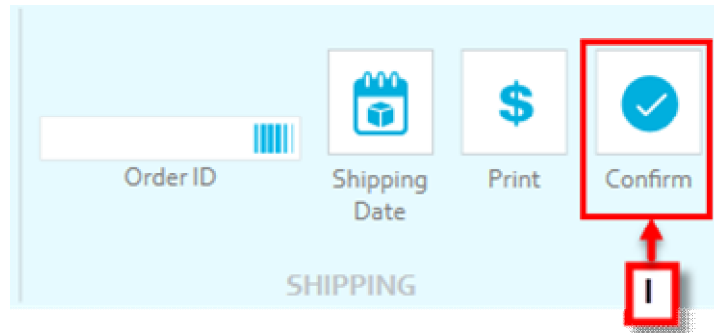 $
Order ID
Shipping
Date
Print
Confirm
SHIPPING
I